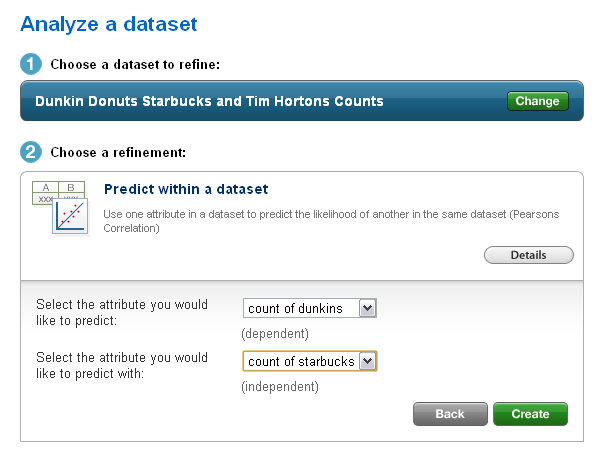 Analyze a dataset
1 Choose a dataset to refine:
Dunkin Donuts Starbucks and Tim Hortons Counts Change
2 Choose a refinement:
A B
Predict within a dataset
xxx
Use one attribute in a dataset to predict the likelihood of another in the same dataset (Pearsons
Correlation)
Details
Select the attribute you would
like to predict:
count of dunkins
(dependent)
Select the attribute you would
like to predict with:
count of starbucks
(independent)
Back Create